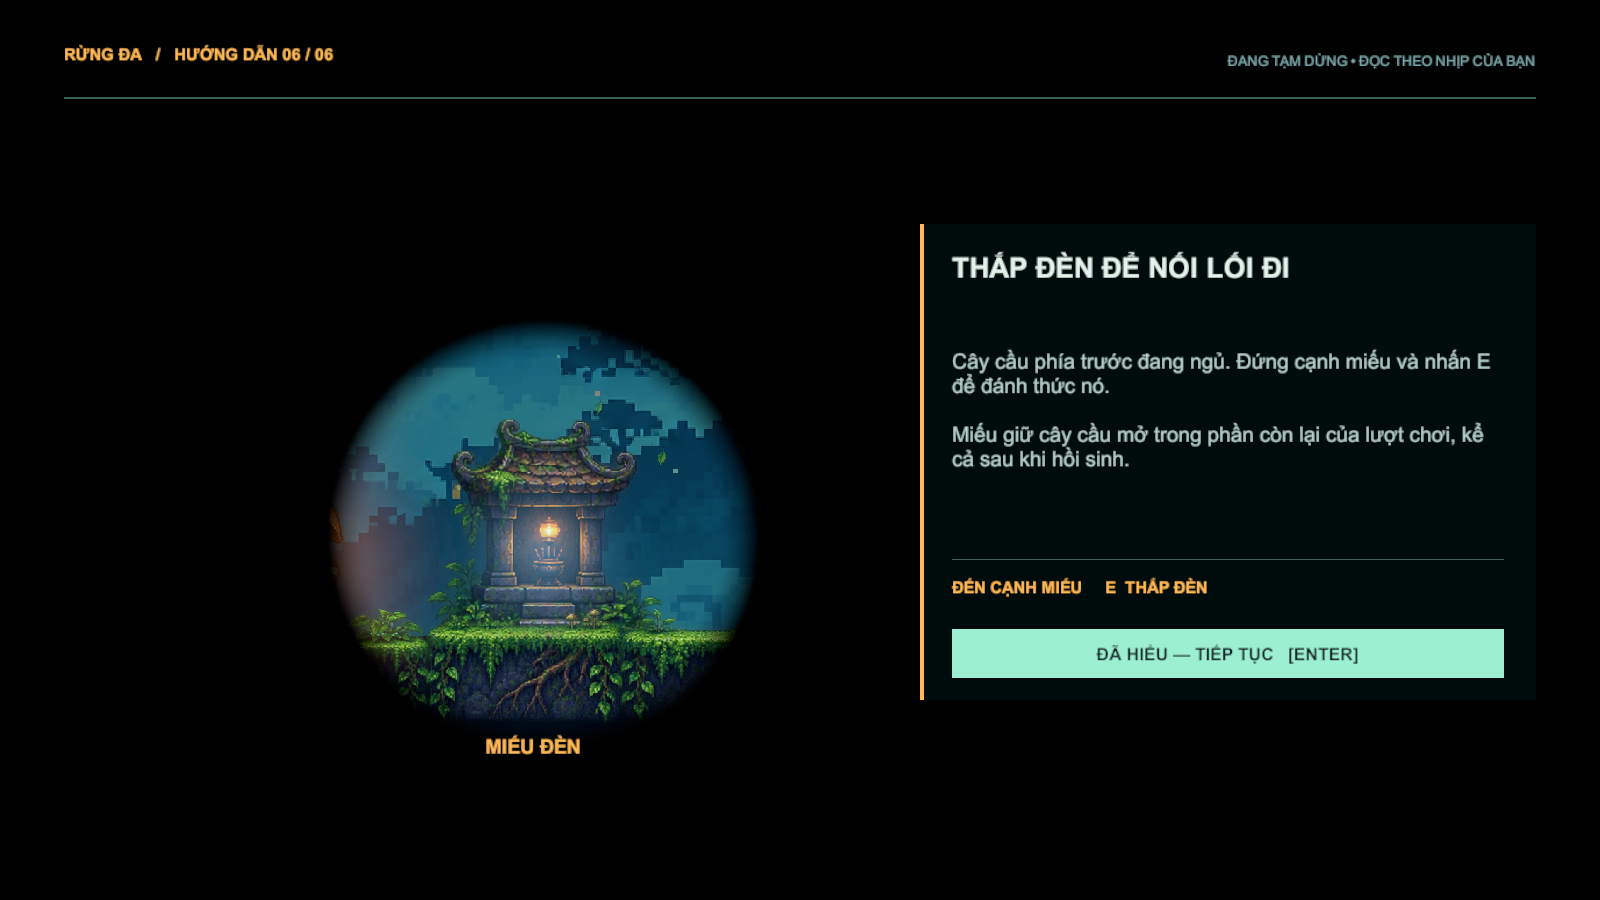 RỪNG ĐA / HƯỚNG DẪN 06 / 06
ĐANG TẠM DỪNG • ĐỌC THEO NHỊP CỦA BẠN
THẮP ĐÈN ĐỂ NỐI LỐI ĐI
Cây cầu phía trước đang ngủ. Đứng cạnh miếu và nhấn E
để đánh thức nó.
Miếu giữ cây cầu mở trong phần còn lại của lượt chơi, kể
cả sau khi hồi sinh.
ĐẾN CẠNH MIẾU E THẮP ĐÈN
ĐÃ HIỂU — TIẾP TỤC [ENTER]
MIẾU ĐÈN